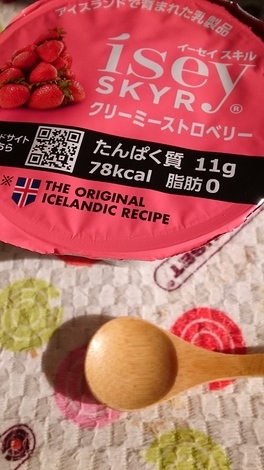 アイスランドで育まれた乳製品
イーセイ スキル
ísey
SKYR®
クリーミーストロベリー
たんぱく質 11g
78kcal 脂肪0
※ THE ORIGINAL
ICELANDIC RECIPE